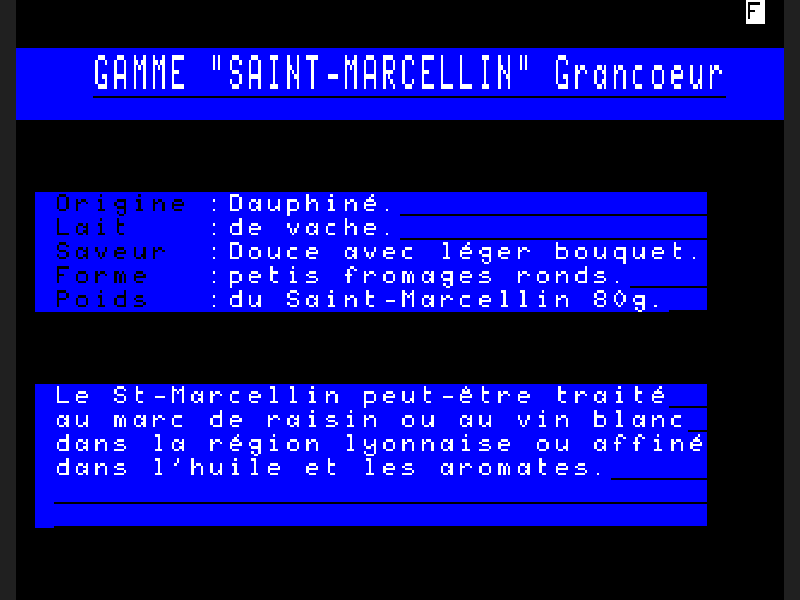 F
GAMME "SAINT-MARCELLIN" Grancoeur
Origine :Dauphiné.
Lait :de vache.
Saveur :Douce avec léger bouquet.
Forme :petis fromages ronds.
Poids :du Saint-Marcellin 80g.
Le St-Marcellin peut-être traité
au marc de raisin ou au vin blanc
dans la région lyonnaise ou affiné
dans l'huile et les aromates.